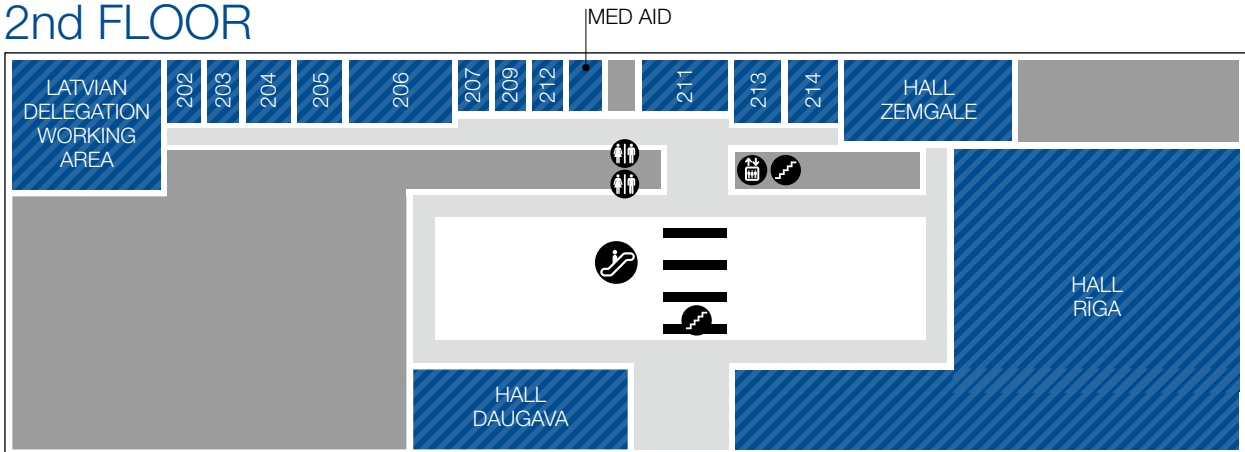 2nd FLOOR
MED AID
LATVIAN
DELEGATION
WORKING
AREA
202
203
204
205
206
207
209
212
211
213
214
HALL
ZEMGALE
HALL
RĪGA
HALL
DAUGAVA